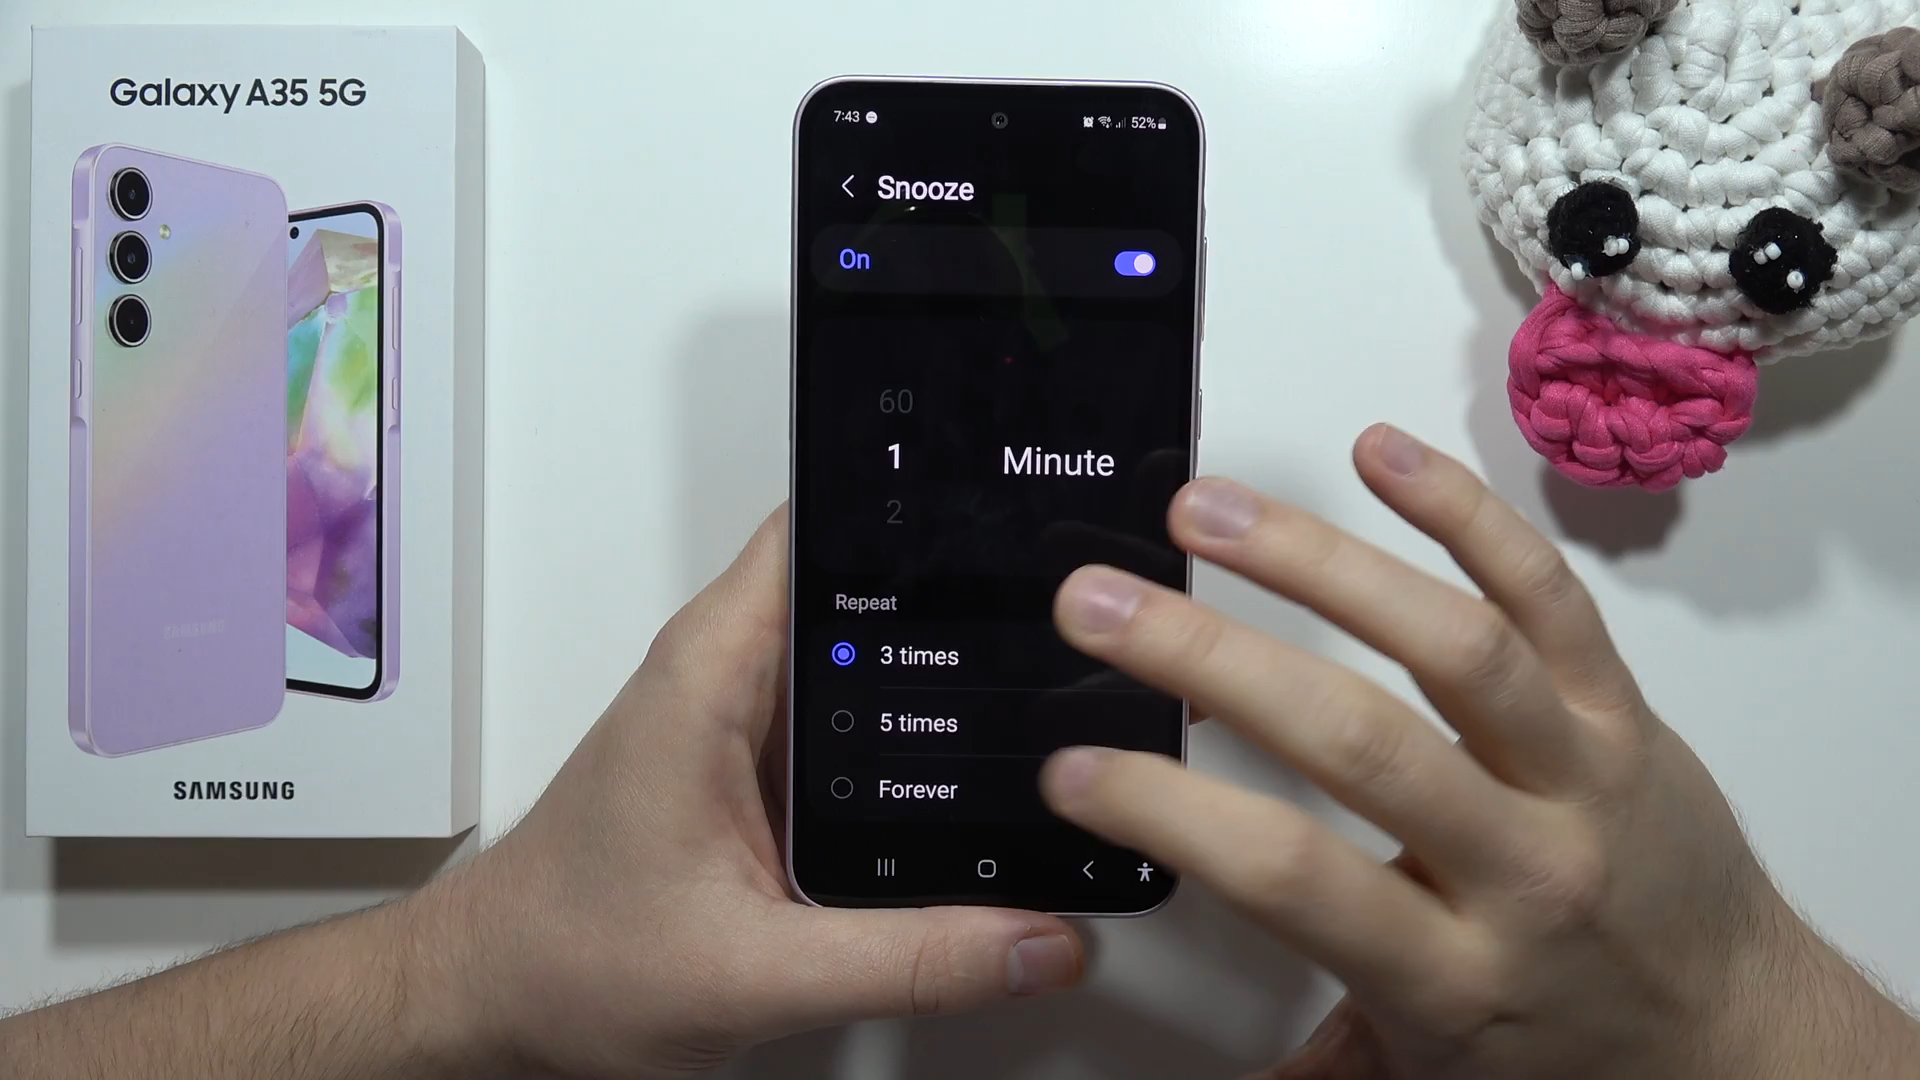 Galaxy A35 5G
SAMSUNG
SAMSUNG
7:43
52%
Snooze
On
60
1
Minute
2
Repeat
3 times
5 times
Forever